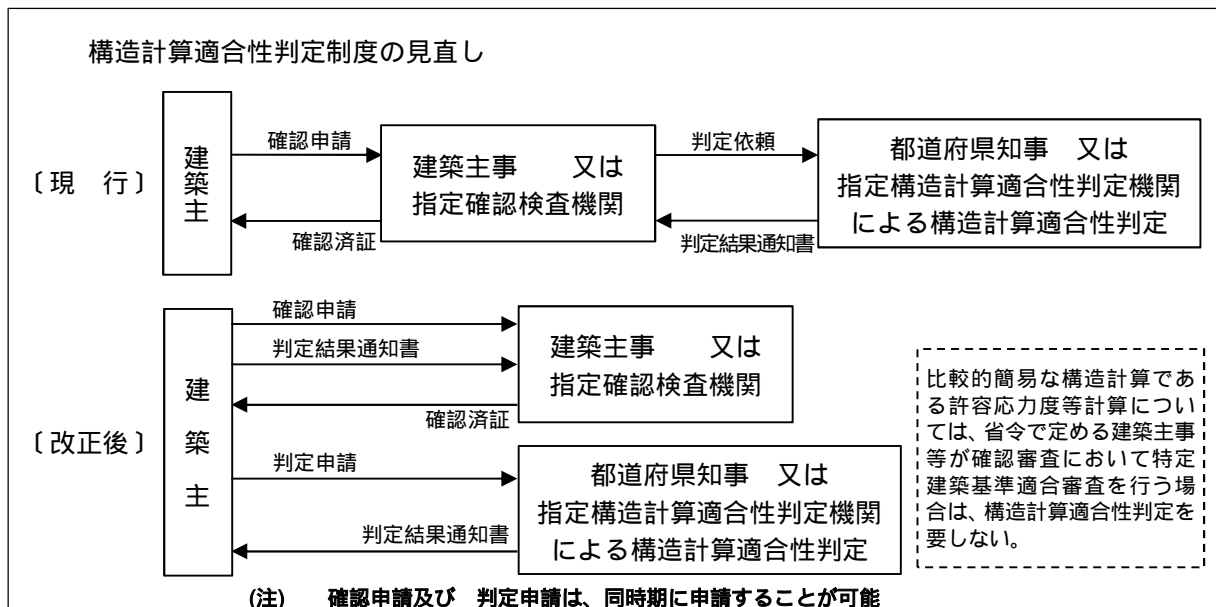 構造計算適合性判定制度の見直し
〔現　行〕
建築主
確認申請
確認済証
建築主事　　又は
指定確認検査機関
判定依頼
判定結果通知書
都道府県知事　又は
指定構造計算適合性判定機関
による構造計算適合性判定
〔改正後〕
建築主
確認申請
判定結果通知書
確認済証
建築主事　　又は
指定確認検査機関
判定申請
判定結果通知書
都道府県知事　又は
指定構造計算適合性判定機関
による構造計算適合性判定
比較的簡易な構造計算であ
る許容応力度等計算につい
ては、省令で定める建築主事
等が確認審査において特定
建築基準適合審査を行う場
合は、構造計算適合性判定を
要しない。
(注)　　確認申請及び　判定申請は、同時期に申請することが可能